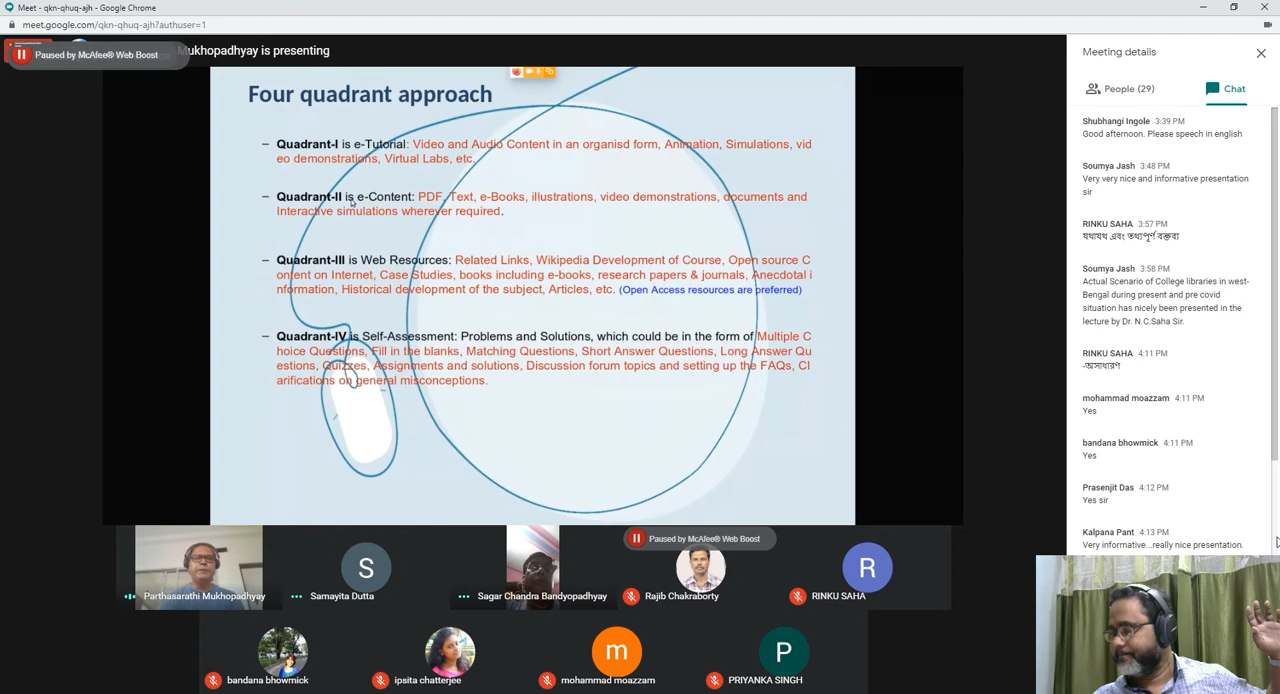 Meet - qkn-qhuq-ajh - Google Chrome
meet.google.com/qkn-qhuq-ajh?authuser=1
Paused by McAfee® Web Boost
Mukhopadhyay is presenting
Four quadrant approach
– Quadrant-I is e-Tutorial: Video and Audio Content in an organisd form, Animation, Simulations, vid
eo demonstrations, Virtual Labs, etc.
– Quadrant-II is e-Content: PDF, Text, e-Books, illustrations, video demonstrations, documents and
Interactive simulations wherever required.
– Quadrant-III is Web Resources: Related Links, Wikipedia Development of Course, Open source C
ontent on Internet, Case Studies, books including e-books, research papers & journals, Anecdotal i
nformation, Historical development of the subject, Articles, etc. (Open Access resources are preferred)
– Quadrant-IV is Self-Assessment: Problems and Solutions, which could be in the form of Multiple C
hoice Questions, Fill in the blanks, Matching Questions, Short Answer Questions, Long Answer Qu
estions, Quizzes, Assignments and solutions, Discussion forum topics and setting up the FAQs, Cl
arifications on general misconceptions.
Paused by McAfee® Web Boost
Parthasarathi Mukhopadhyay
S
Samayita Dutta
Sagar Chandra Bandyopadhyay
Rajib Chakraborty
R
RINKU SAHA
bandana bhowmick
ipsita chatterjee
m
mohammad moazzam
P
PRIYANKA SINGH
Meeting details
People (29)
Chat
Shubhangi Ingole 3:39 PM
Good afternoon. Please speech in english
Soumya Jash 3:48 PM
Very very nice and informative presentation
sir
RINKU SAHA 3:57 PM
যথাযথ এবং তথ্যপূর্ণ বক্তব্য
Soumya Jash 3:58 PM
Actual Scenario of College libraries in west-
Bengal during present and pre covid
situation has nicely been presented in the
lecture by Dr. N.C.Saha Sir.
RINKU SAHA 4:11 PM
-অসাধারণ
mohammad moazzam 4:11 PM
Yes
bandana bhowmick 4:11 PM
Yes
Prasenjit Das 4:12 PM
Yes sir
Kalpana Pant 4:13 PM
Very informative...really nice presentation.